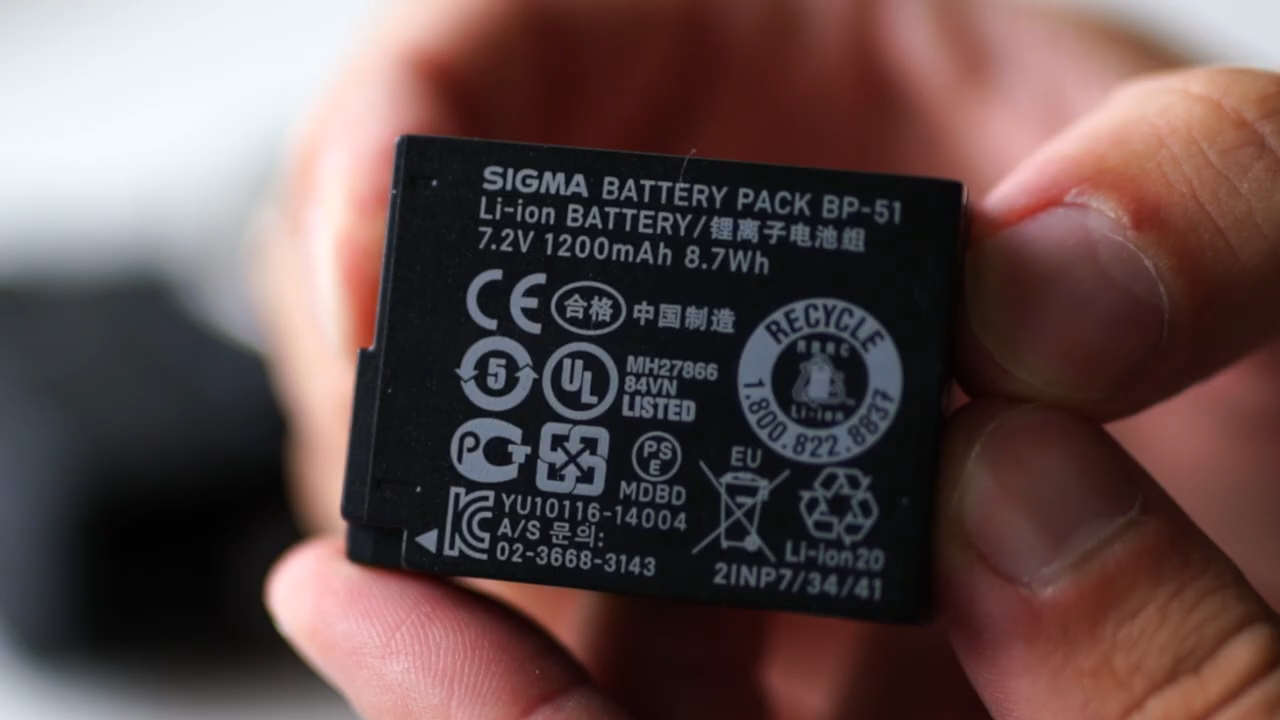 SIGMA BATTERY PACK BP-51
Li-ion BATTERY/锂离子电池组
7.2V 1200mAh 8.7Wh
CE 合格 中国制造
RECYCLE
RBRC
Li-ion
1.800.822.8837
5
UL
MH27866
84VN
LISTED
PS
E
MDBD
EU
YU10116-14004
A/S 문의:
02-3668-3143
Li-ion20
2INP7/34/41